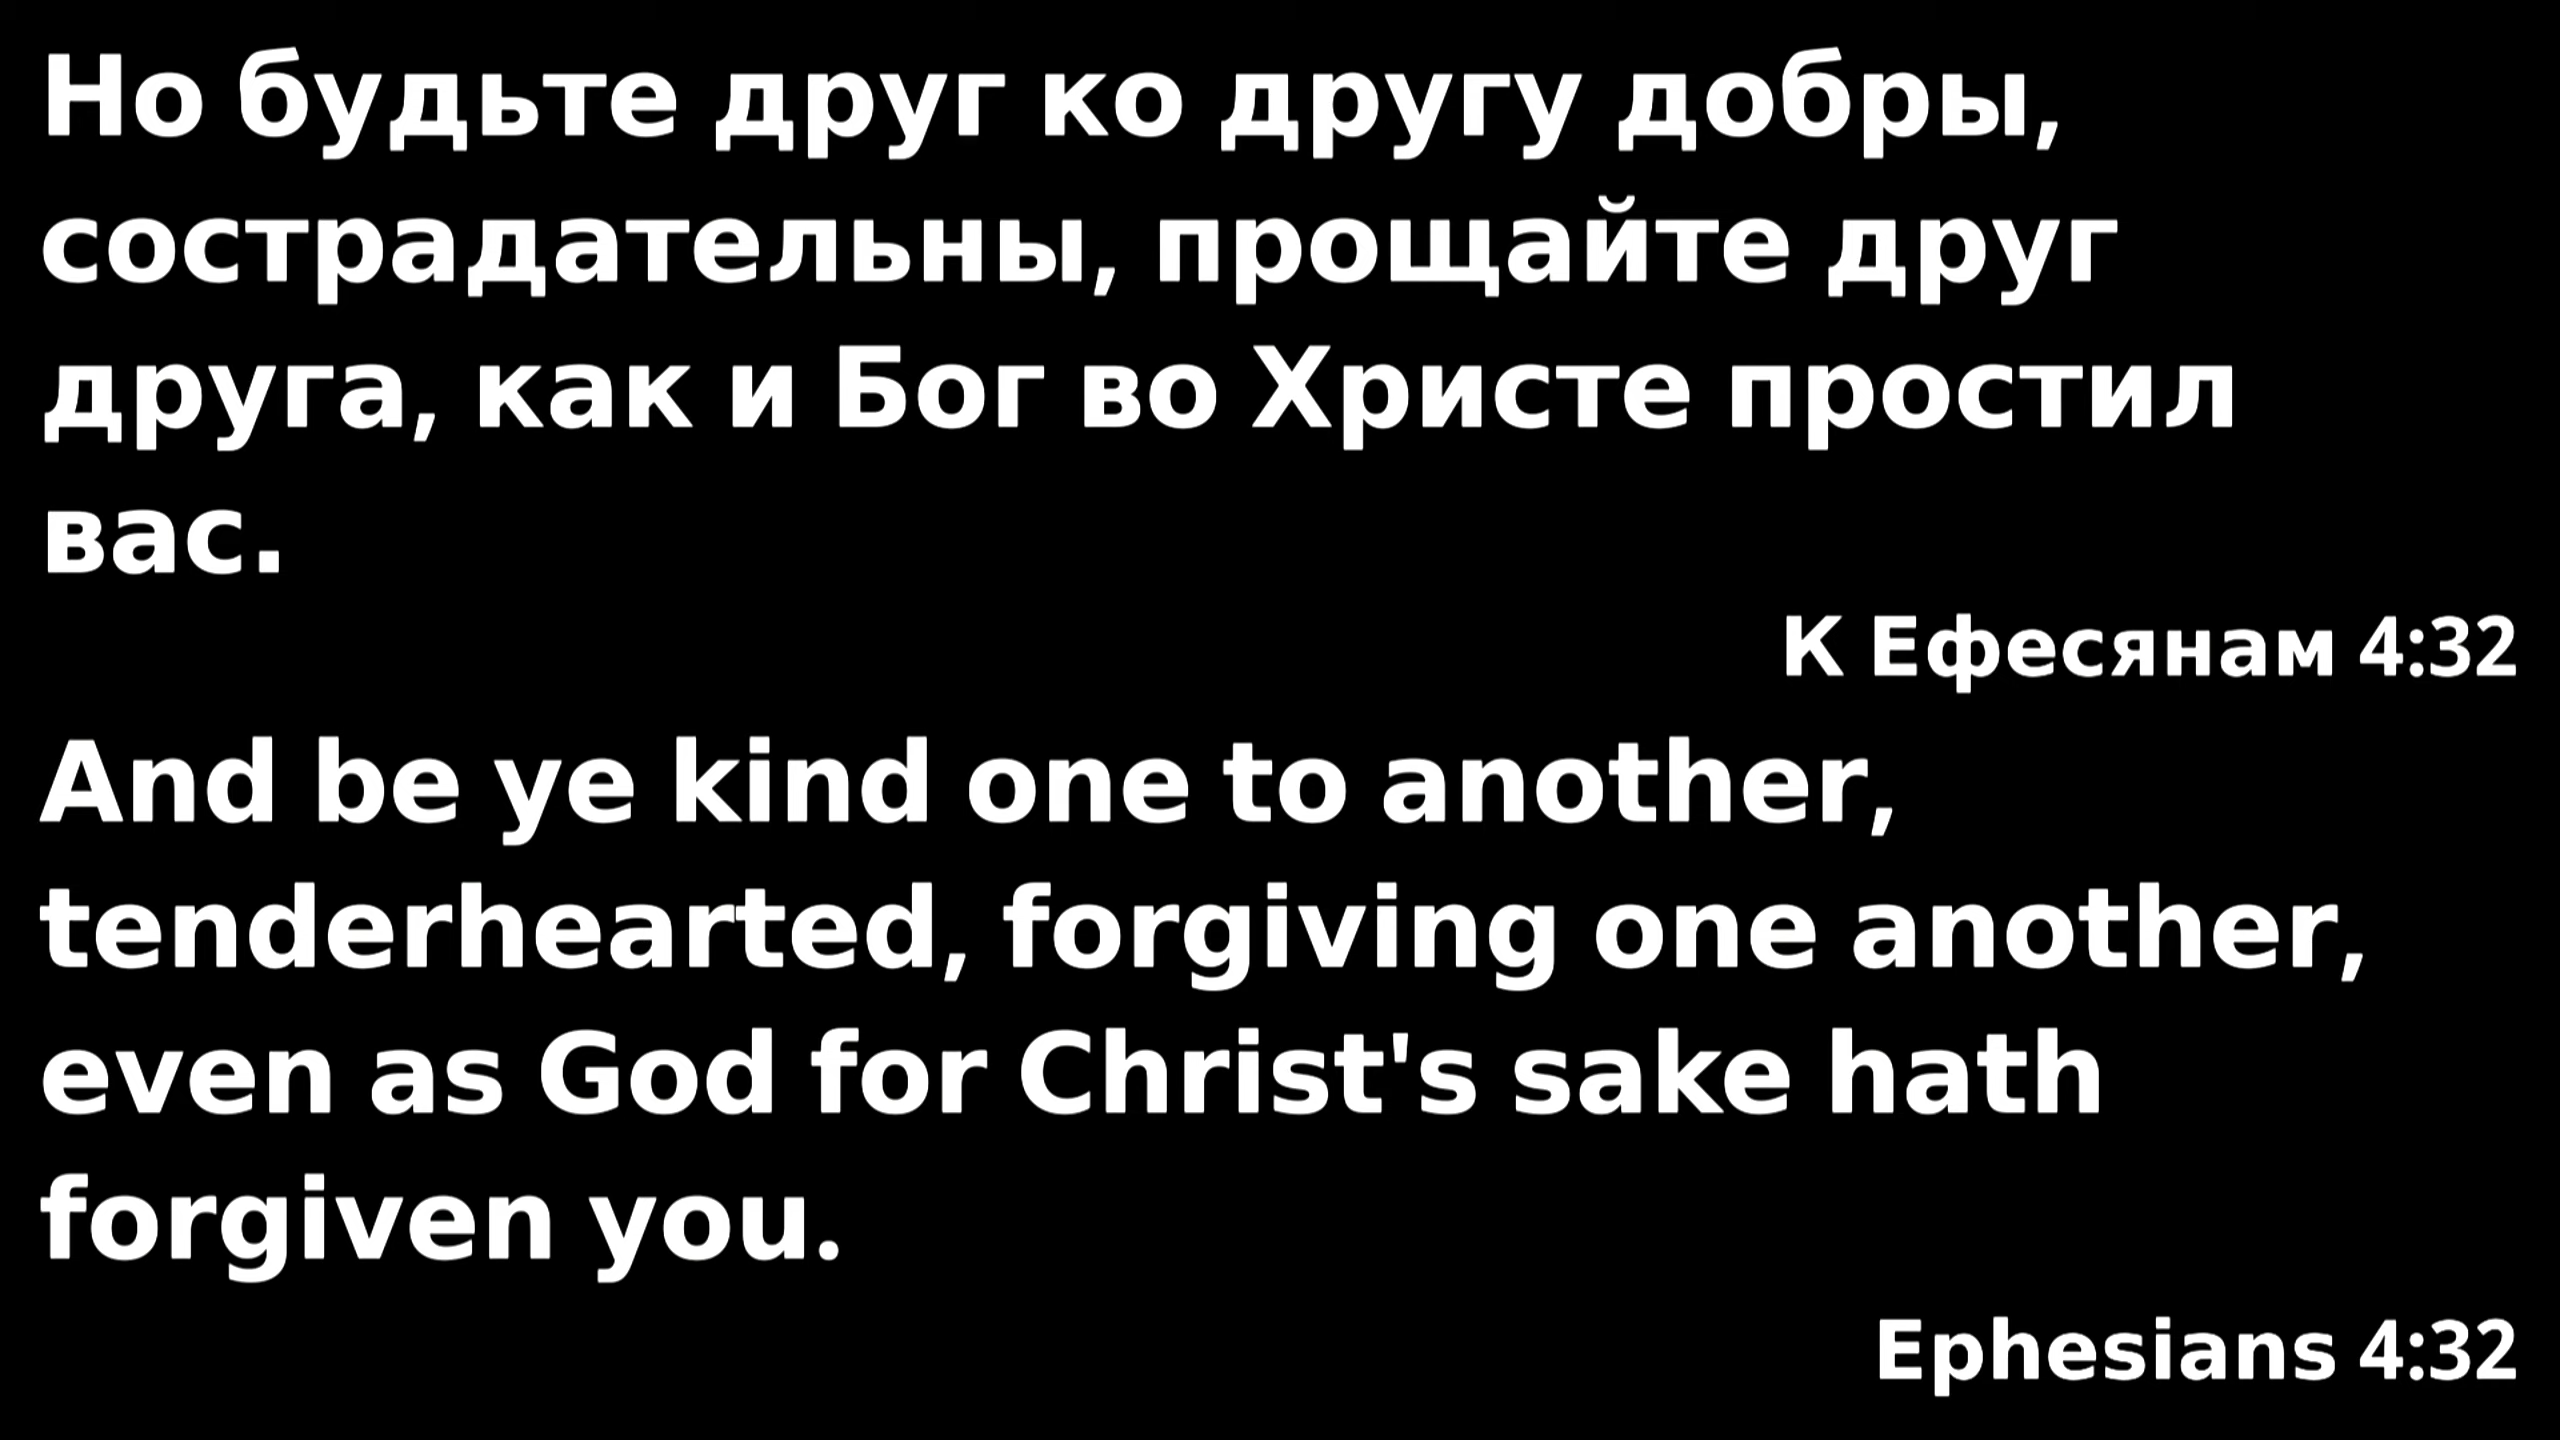 Но будьте друг ко другу добры,
сострадательны, прощайте друг
друга, как и Бог во Христе простил
вас.
К Ефесянам 4:32
And be ye kind one to another,
tenderhearted, forgiving one another,
even as God for Christ's sake hath
forgiven you.
Ephesians 4:32